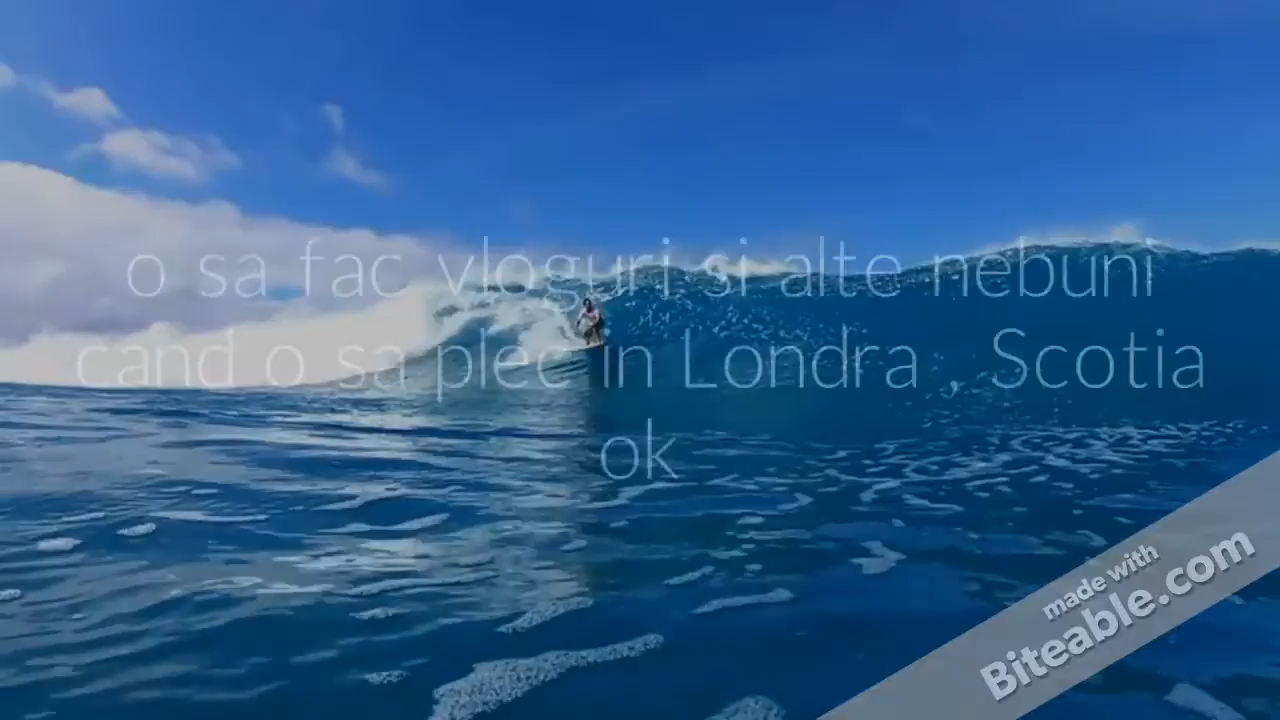 o sa fac vloguri si alte nebuni
cand o sa plec in Londra Scotia
ok
made with
Biteable.com